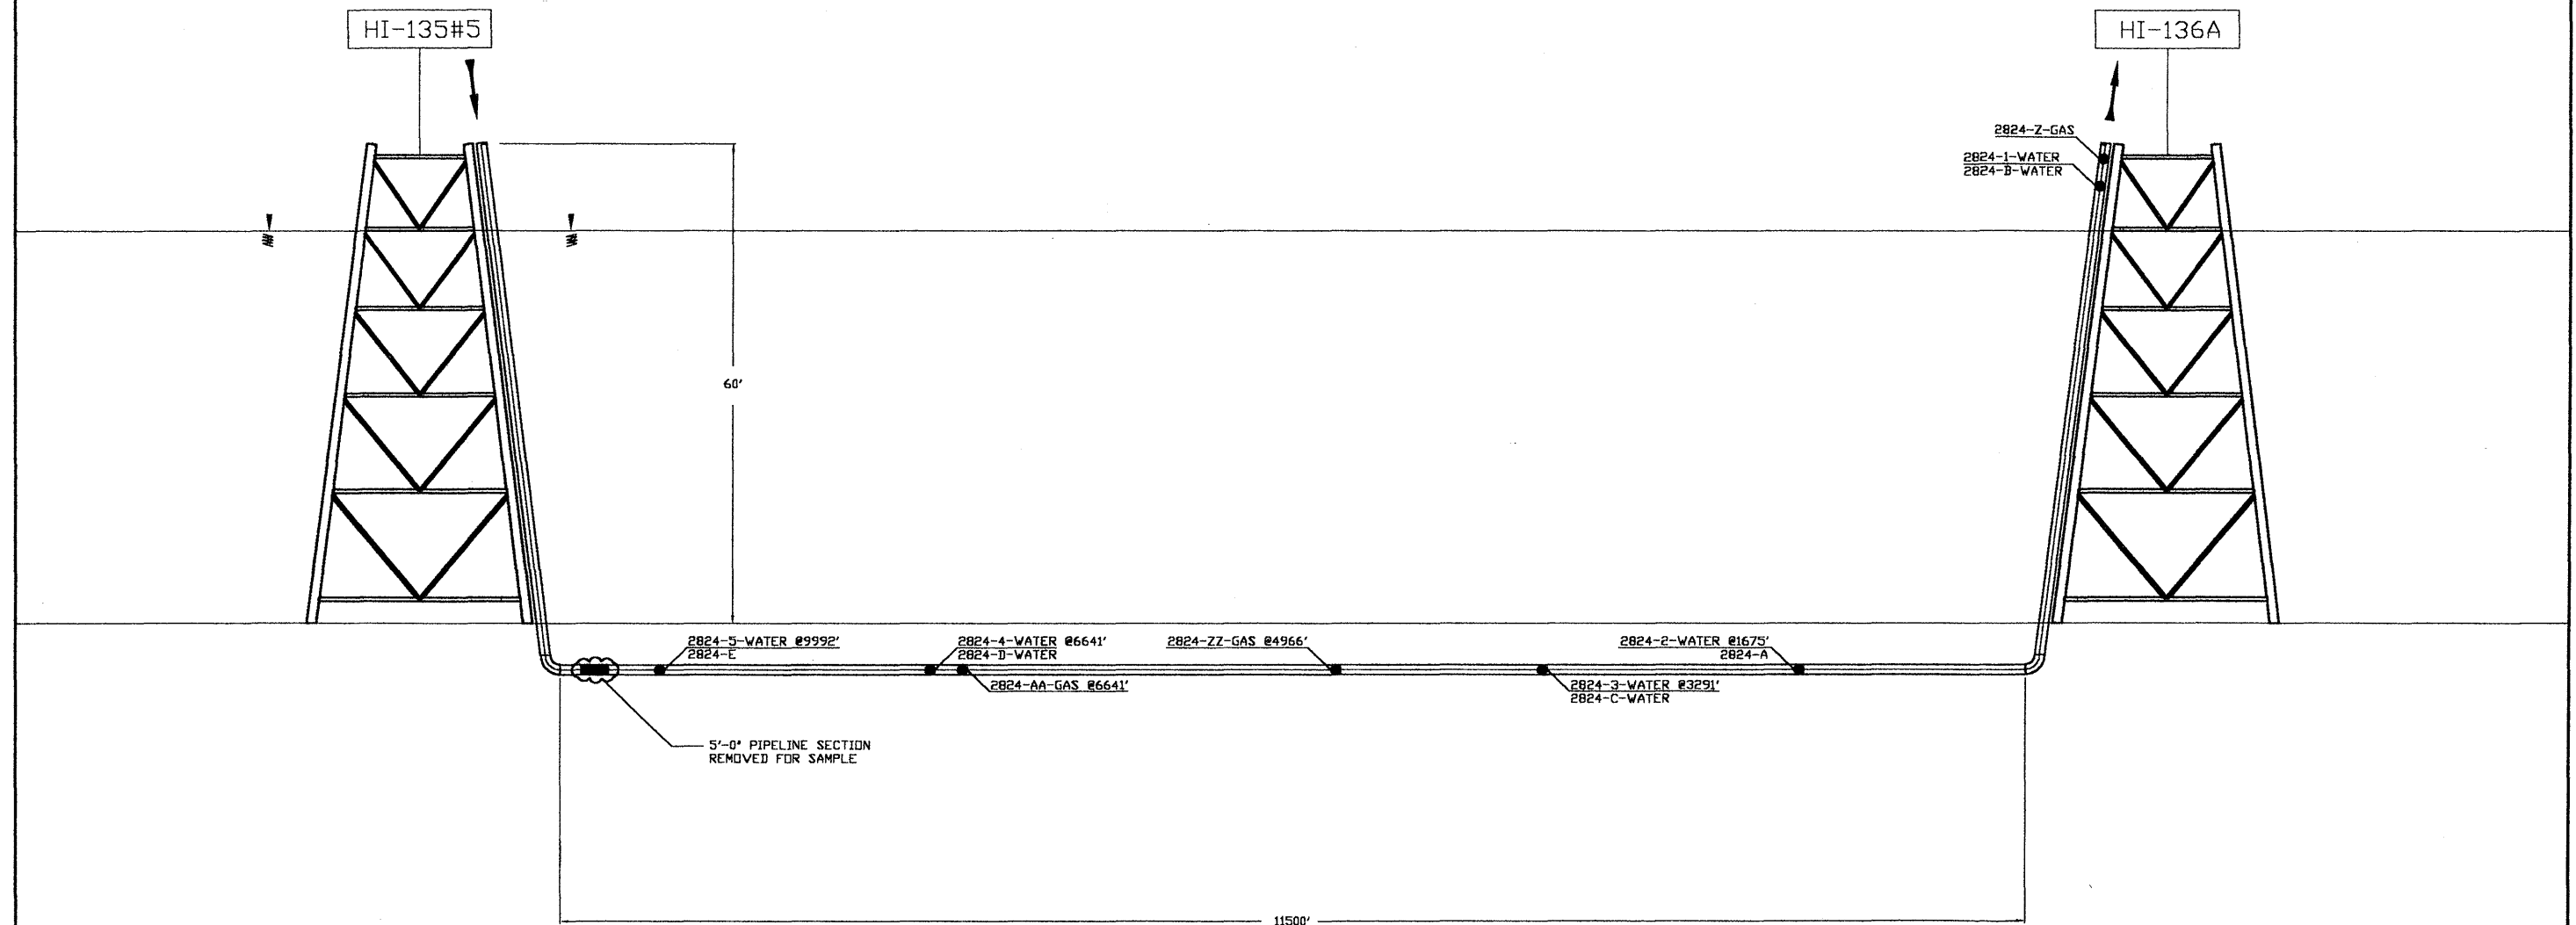 HI-135#5
HI-136A
2824-Z-GAS
2824-1-WATER
2824-B-WATER
60'
2824-5-WATER @9992'
2824-E
2824-4-WATER @6641'
2824-D-WATER
2824-AA-GAS @6641'
2824-ZZ-GAS @4966'
2824-3-WATER @3291'
2824-C-WATER
2824-2-WATER @1675'
2824-A
5'-0" PIPELINE SECTION
REMOVED FOR SAMPLE
11500'